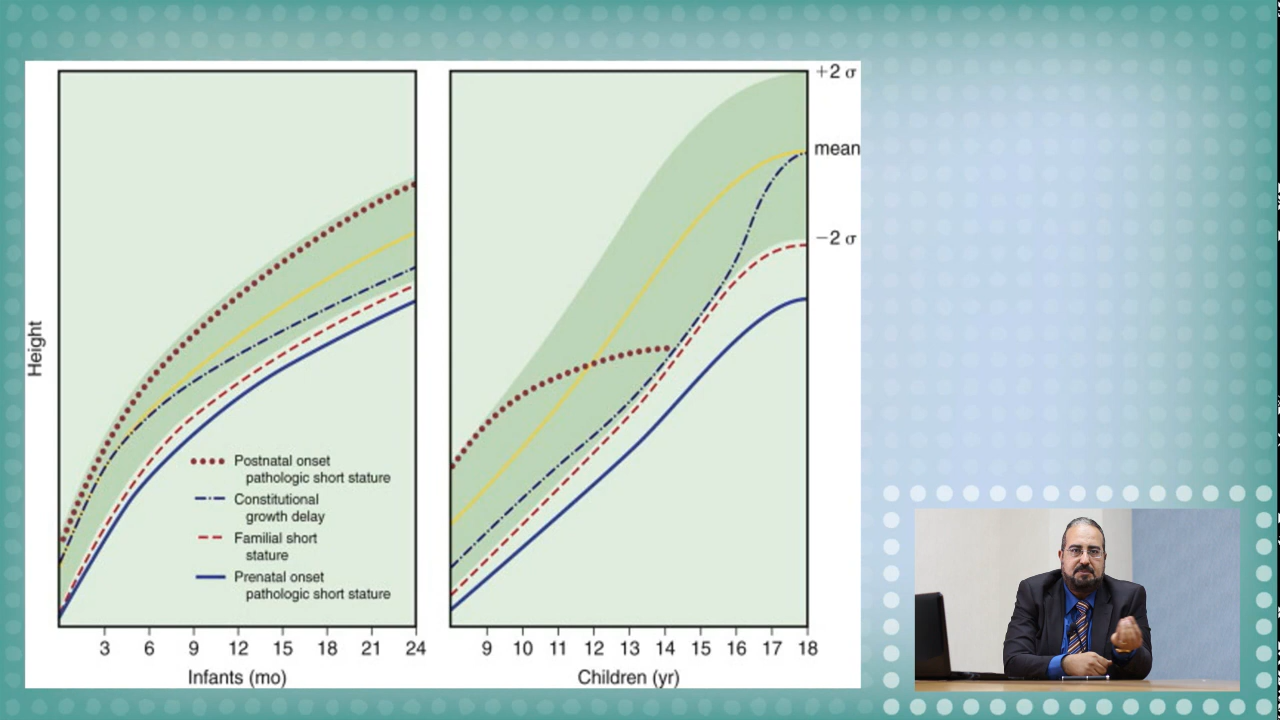 Height
Postnatal onset
pathologic short stature
Constitutional
growth delay
Familial short
stature
Prenatal onset
pathologic short stature
3 6 9 12 15 18 21 24
Infants (mo)
+2 σ
mean
−2 σ
9 10 11 12 13 14 15 16 17 18
Children (yr)